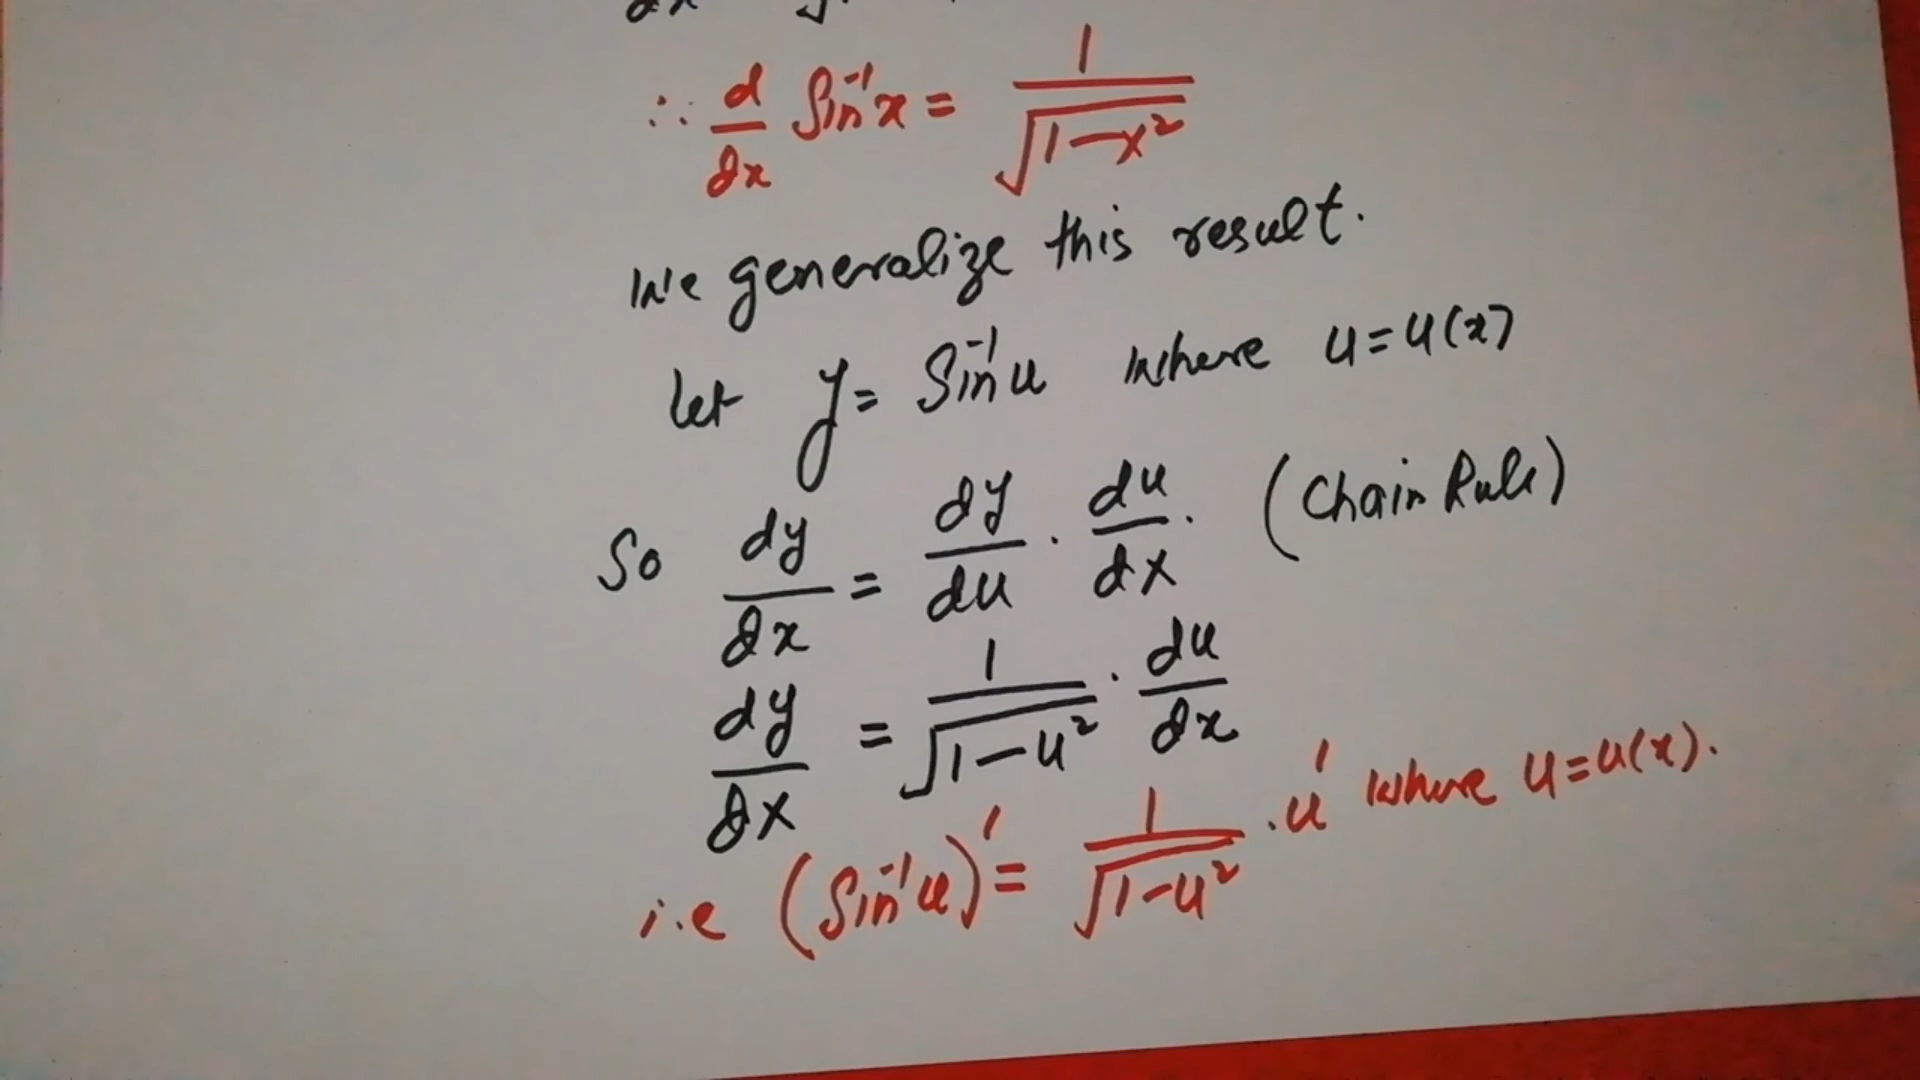 ∴ d/dx Sin⁻¹x = 1/√(1-x²)
We generalize this result.
Let y = Sin⁻¹u where u=u(x)
So dy/dx = dy/du · du/dx. (Chain Rule)
dy/dx = 1/√(1-u²) · du/dx
i.e (Sin⁻¹u)' = 1/√(1-u²) . u' where u=u(x).